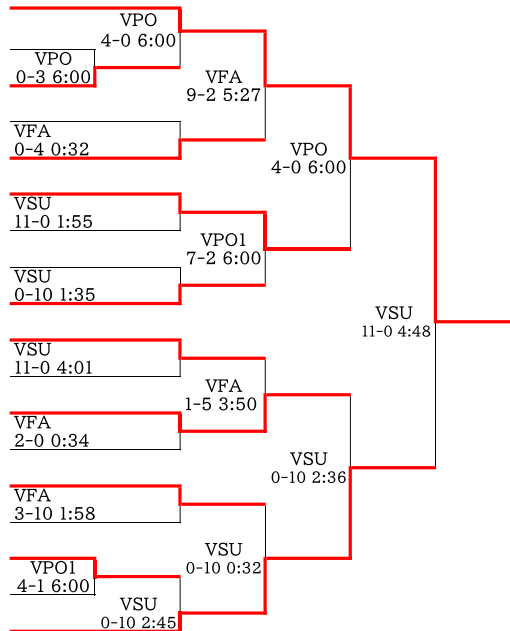 VPO
4-0 6:00
VPO
0-3 6:00
VFA
9-2 5:27
VFA
0-4 0:32
VPO
4-0 6:00
VSU
11-0 1:55
VPO1
7-2 6:00
VSU
0-10 1:35
VSU
11-0 4:48
VSU
11-0 4:01
VFA
1-5 3:50
VFA
2-0 0:34
VSU
0-10 2:36
VFA
3-10 1:58
VSU
0-10 0:32
VPO1
4-1 6:00
VSU
0-10 2:45